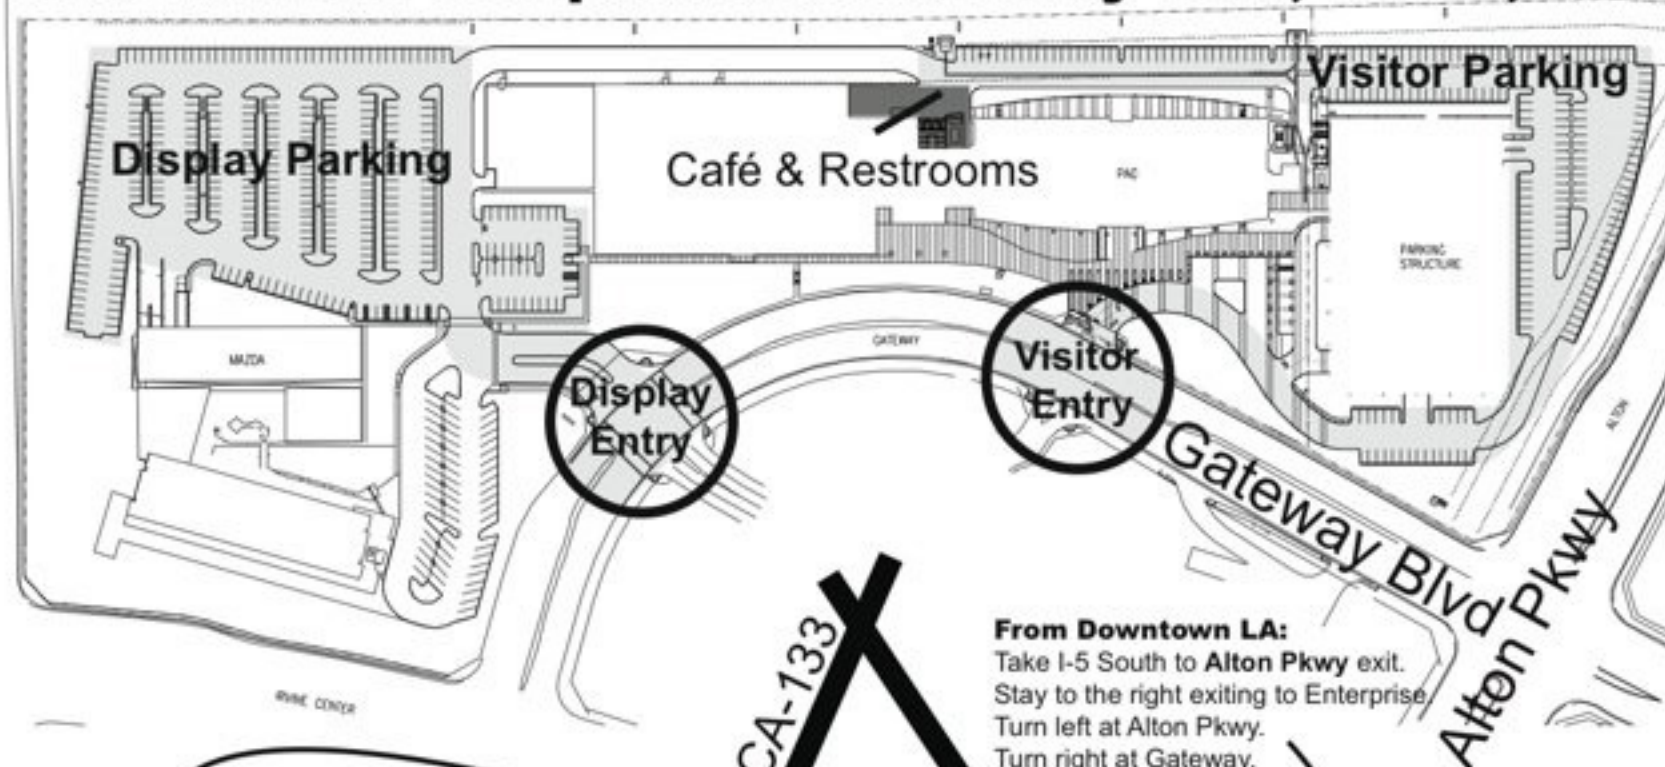 Visitor Parking
Display Parking
Café & Restrooms
PAD
PARKING
STRUCTURE
MAZDA
GATEWAY
Display
Entry
Visitor
Entry
Gateway Blvd
ALTON
Alton Pkwy
IRVINE CENTER
CA-133
From Downtown LA:
Take I-5 South to Alton Pkwy exit.
Stay to the right exiting to Enterprise
Turn left at Alton Pkwy.
Turn right at Gateway.